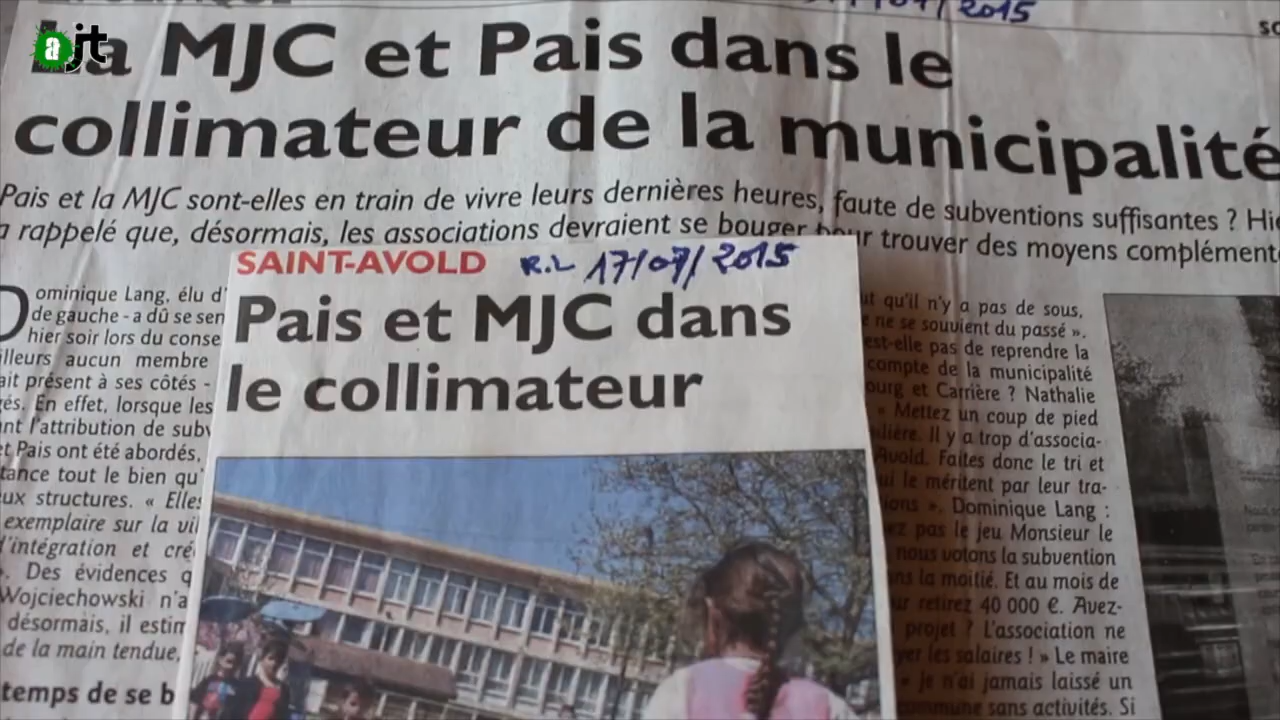 ajt
2015
La MJC et Pais dans le
collimateur de la municipalité
Pais et la MJC sont-elles en train de vivre leurs dernières heures, faute de subventions suffisantes ?
a rappelé que, désormais, les associations devraient se bouger pour trouver des moyens
Dominique Lang, élu d'
de gauche - a dû se sen
hier soir lors du conse
illeurs aucun membre
ait présent à ses côtés -
és. En effet, lorsque les
nt l'attribution de subv
et Pais ont été abordés,
tance tout le bien qu'
ux structures. « Elles
exemplaire sur la vil
l'intégration et cré
». Des évidences q
Wojciechowski n'a
désormais, il estim
de la main tendue,
temps de se b
SAINT-AVOLD R.L 17/07/2015
Pais et MJC dans
le collimateur
ut qu'il n'y a pas de sous,
ne se souvient du passé ».
est-elle pas de reprendre la
compte de la municipalité
ourg et Carrière ? Nathalie
« Mettez un coup de pied
lière. Il y a trop d'associa-
Avold. Faites donc le tri et
ui le méritent par leur tra-
ions ». Dominique Lang :
ez pas le jeu Monsieur le
nous votons la subvention
ns la moitié. Et au mois de
ur retirez 40 000 €. Avez-
projet ? L'association ne
yer les salaires ! » Le maire
« Je n'ai jamais laissé un
commune sans activités. Si